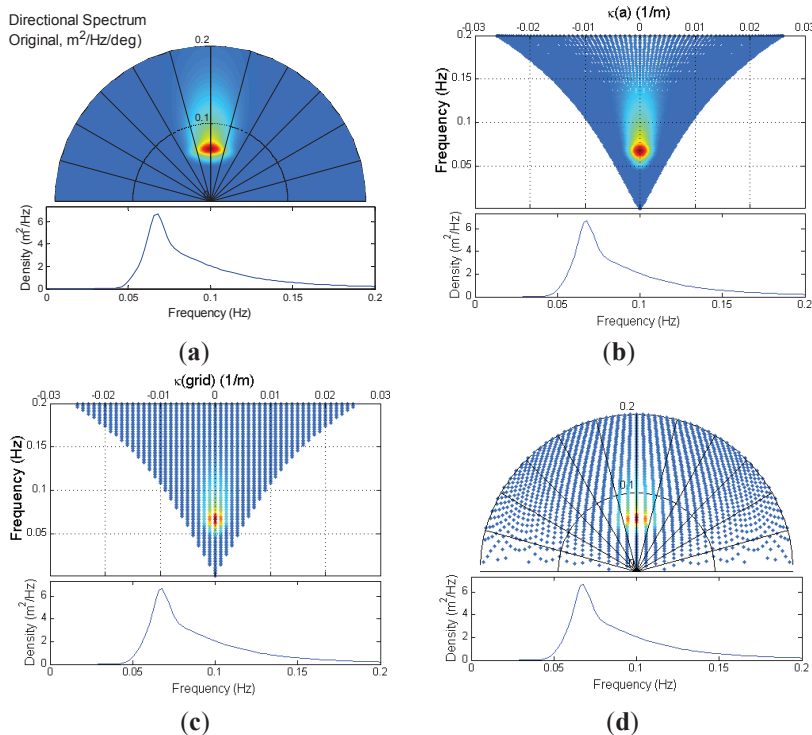 Directional Spectrum
Original, m²/Hz/deg)
0.2
0.1
0
6
4
2
0
Density (m²/Hz)
0 0.05 0.1 0.15 0.2
Frequency (Hz)
(a)
κ(a) (1/m)
-0.03 -0.02 -0.01 0 0.01 0.02 0.03
0.2
0.15
0.1
0.05
Frequency (Hz)
6
4
2
0
Density (m²/Hz)
0 0.05 0.1 0.15 0.2
Frequency (Hz)
(b)
κ(grid) (1/m)
-0.03 -0.02 -0.01 0 0.01 0.02 0.03
0.2
0.15
0.1
0.05
Frequency (Hz)
6
4
2
0
Density (m²/Hz)
0 0.05 0.1 0.15 0.2
Frequency (Hz)
(c)
0.2
0.1
0
6
4
2
0
Density (m²/Hz)
0 0.05 0.1 0.15 0.2
Frequency (Hz)
(d)